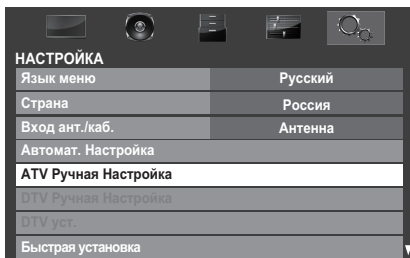 НАСТРОЙКА
Язык меню Русский
Страна Россия
Вход ант./каб. Антенна
Автомат. Настройка
ATV Ручная Настройка
DTV Ручная Настройка
DTV уст.
Быстрая установка